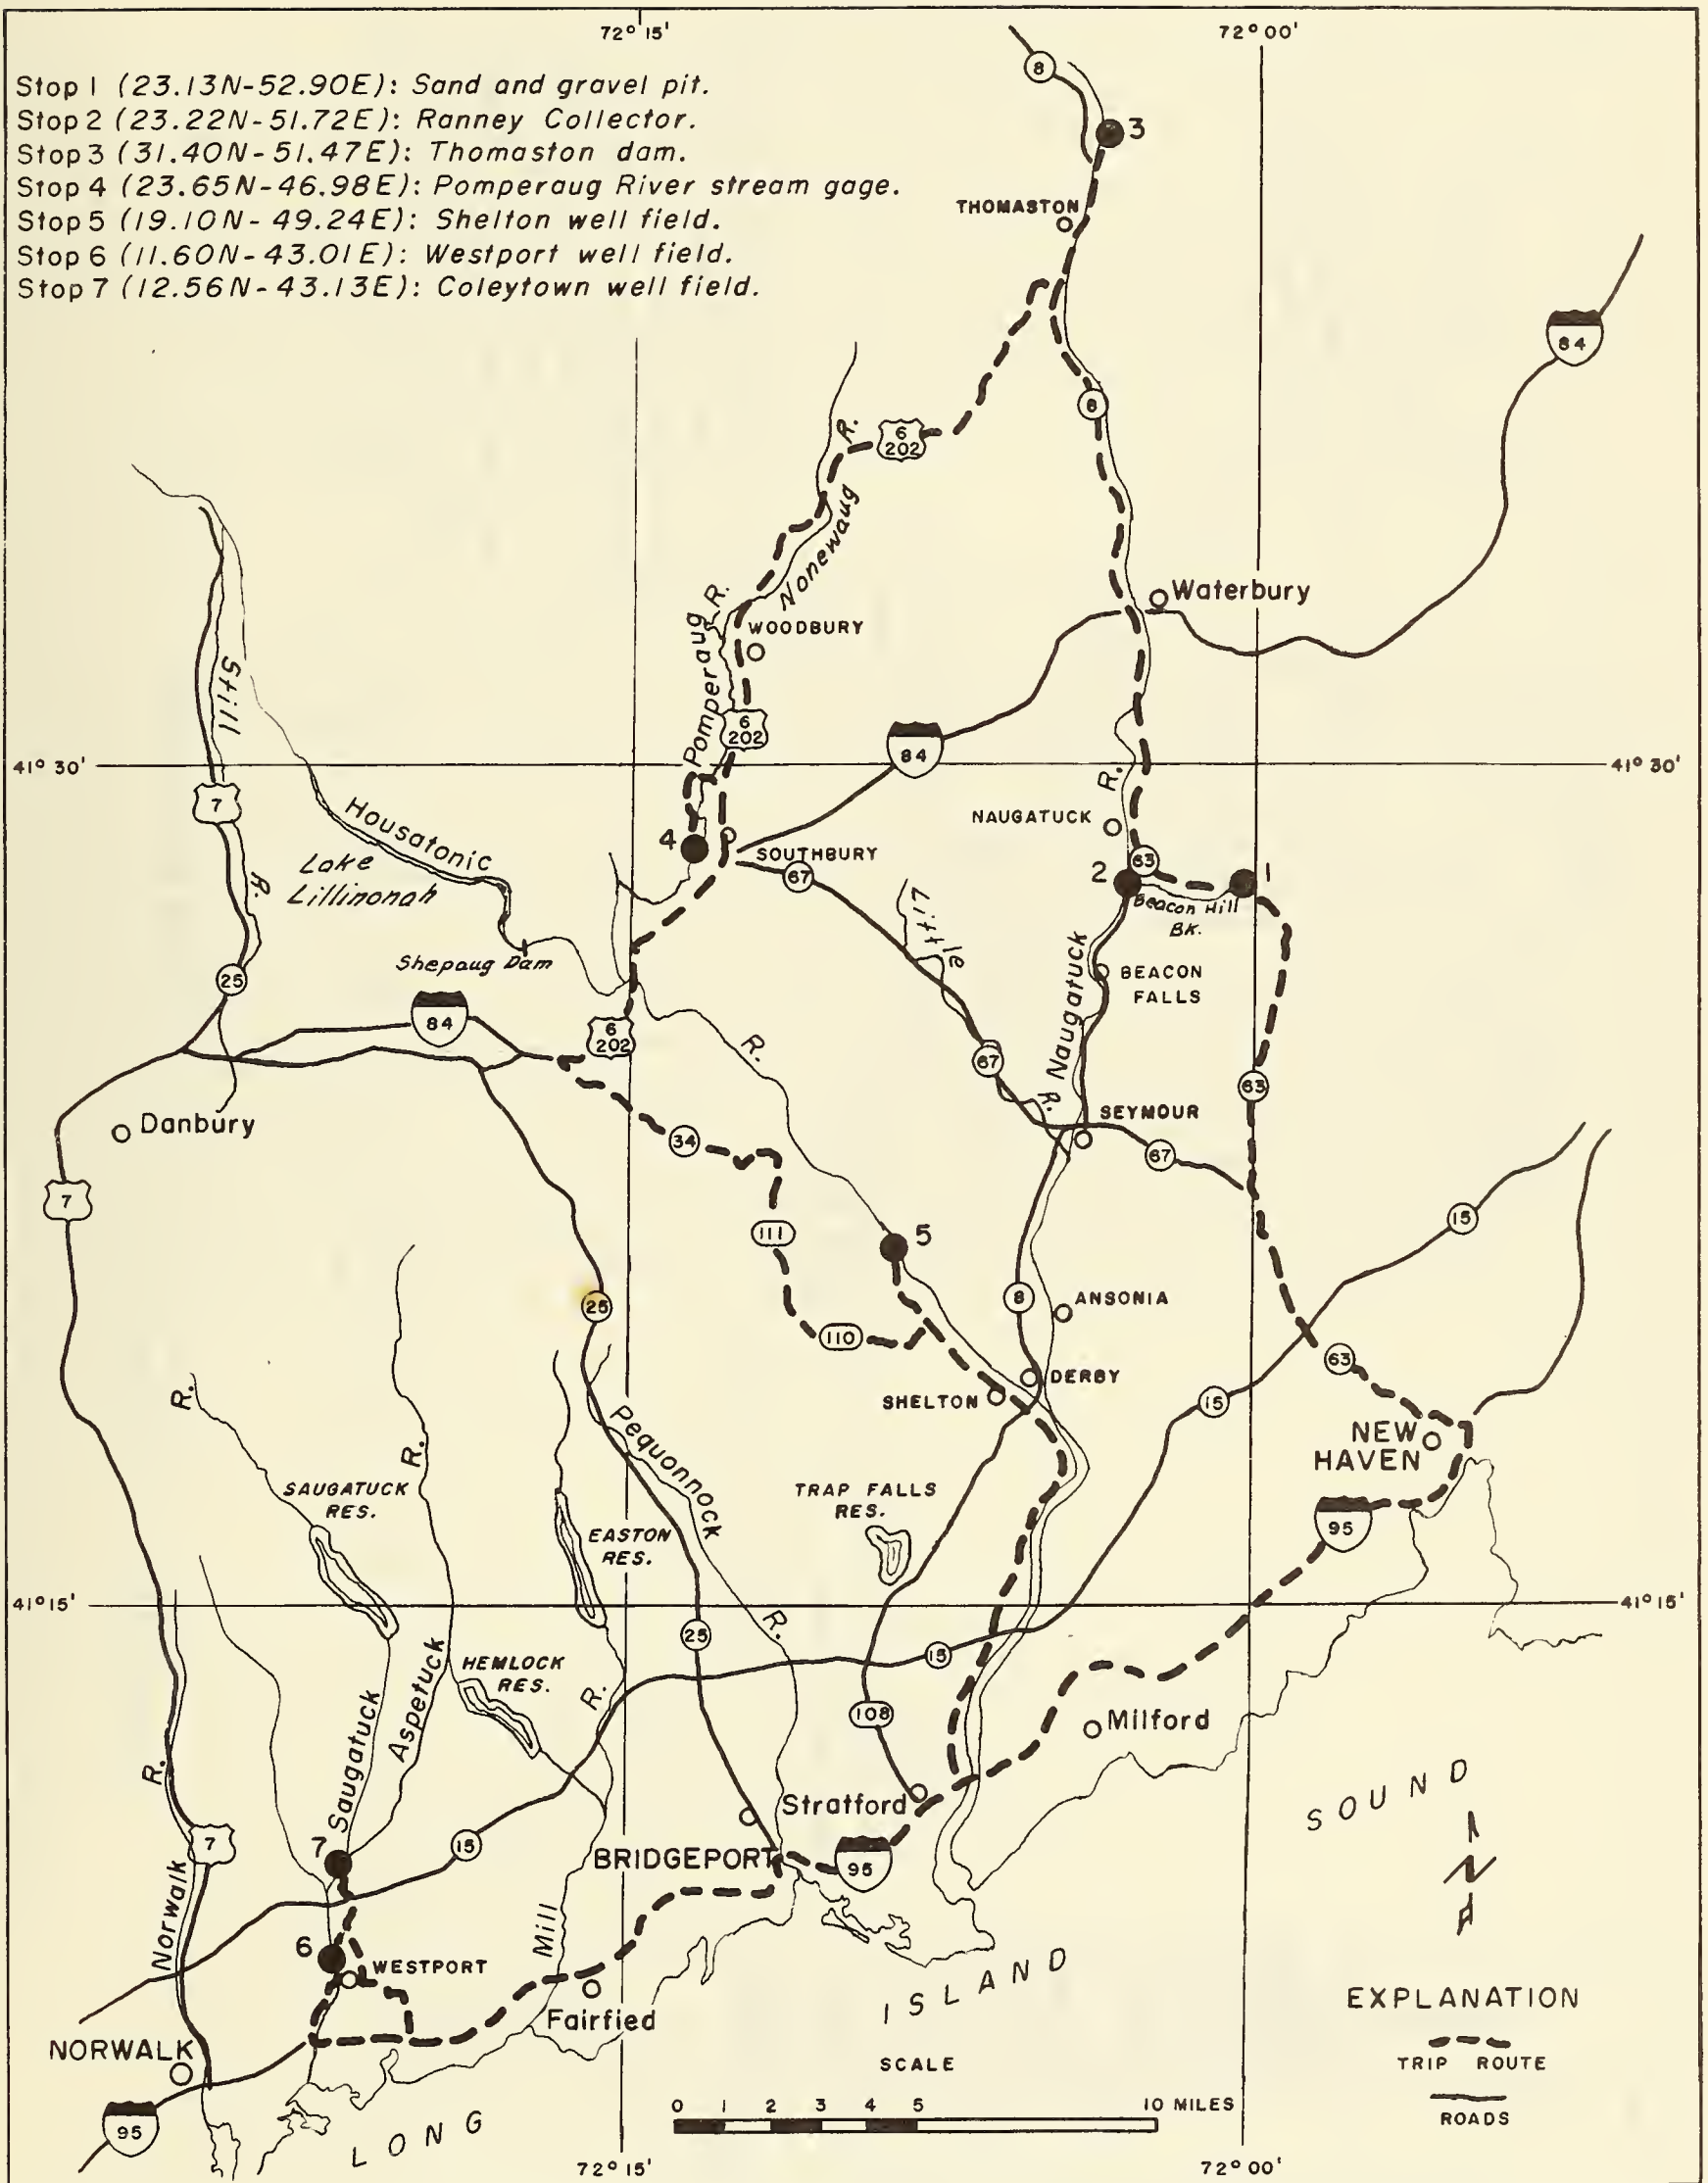 72° 15'
72° 00'
Stop 1 (23.13N-52.90E): Sand and gravel pit.
Stop 2 (23.22N-51.72E): Ranney Collector.
Stop 3 (31.40N-51.47E): Thomaston dam.
Stop 4 (23.65N-46.98E): Pomperaug River stream gage.
Stop 5 (19.10N-49.24E): Shelton well field.
Stop 6 (11.60N-43.01E): Westport well field.
Stop 7 (12.56N-43.13E): Coleytown well field.
8
3
THOMASTON
84
8
6
202
R.
Nonewaug
Waterbury
Pomperaug R.
WOODBURY
Still
6
202
84
41° 30'
41° 30'
7
R.
NAUGATUCK
Housatonic
4
SOUTHBURY
67
63
2
1
Lake
Lillinonah
R.
Beacon Hill
BK.
Little
Shepaug Dam
25
Naugatuck
BEACON
FALLS
84
6
202
R.
67
63
R.
SEYMOUR
Danbury
34
67
7
111
5
15
25
8
ANSONIA
110
63
DERBY
SHELTON
15
R.
R.
Pequonnock
NEW
HAVEN
SAUGATUCK
RES.
TRAP FALLS
RES.
EASTON
RES.
95
41° 15'
41° 15'
25
R.
15
HEMLOCK
RES.
R.
Saugatuck
Aspetuck
108
Milford
R.
SOUND
Stratford
7
7
15
BRIDGEPORT
95
N
Norwalk
Mill
6
WESTPORT
ISLAND
Fairfied
EXPLANATION
TRIP ROUTE
ROADS
NORWALK
SCALE
0 1 2 3 4 5 10 MILES
95
LONG
72° 15'
72° 00'